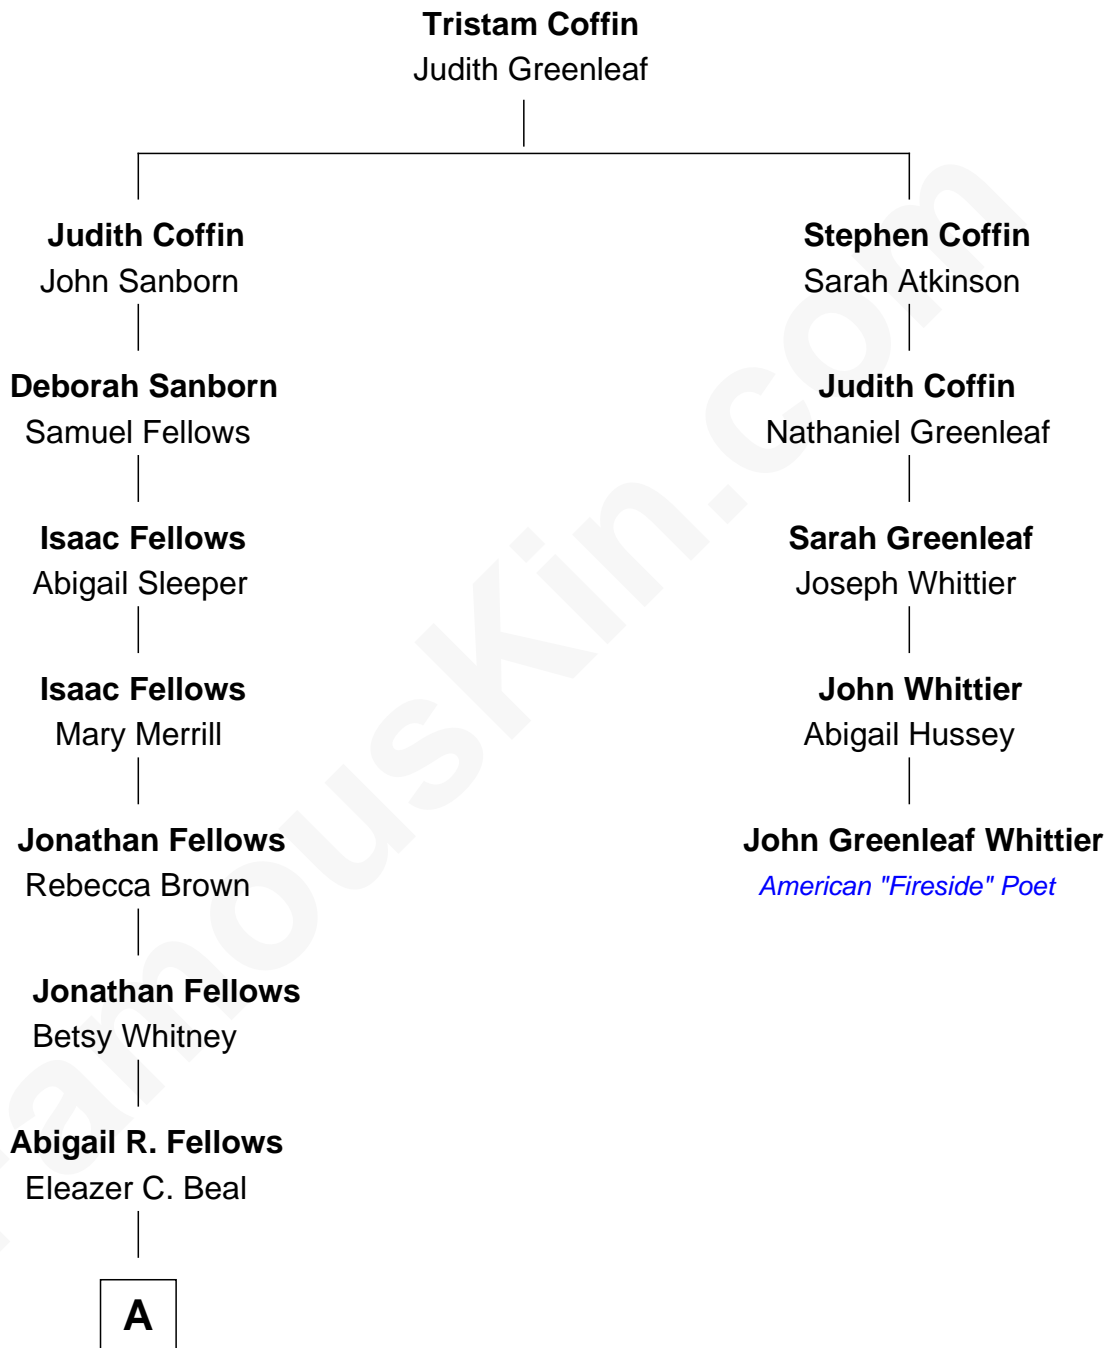 Tristam Coffin
Judith Greenleaf
Judith Coffin
John Sanborn
Stephen Coffin
Sarah Atkinson
Deborah Sanborn
Samuel Fellows
Judith Coffin
Nathaniel Greenleaf
Isaac Fellows
Abigail Sleeper
Sarah Greenleaf
Joseph Whittier
Isaac Fellows
Mary Merrill
John Whittier
Abigail Hussey
Jonathan Fellows
Rebecca Brown
John Greenleaf Whittier
American "Fireside" Poet
Jonathan Fellows
Betsy Whitney
Abigail R. Fellows
Eleazer C. Beal
A
FamousKin.com